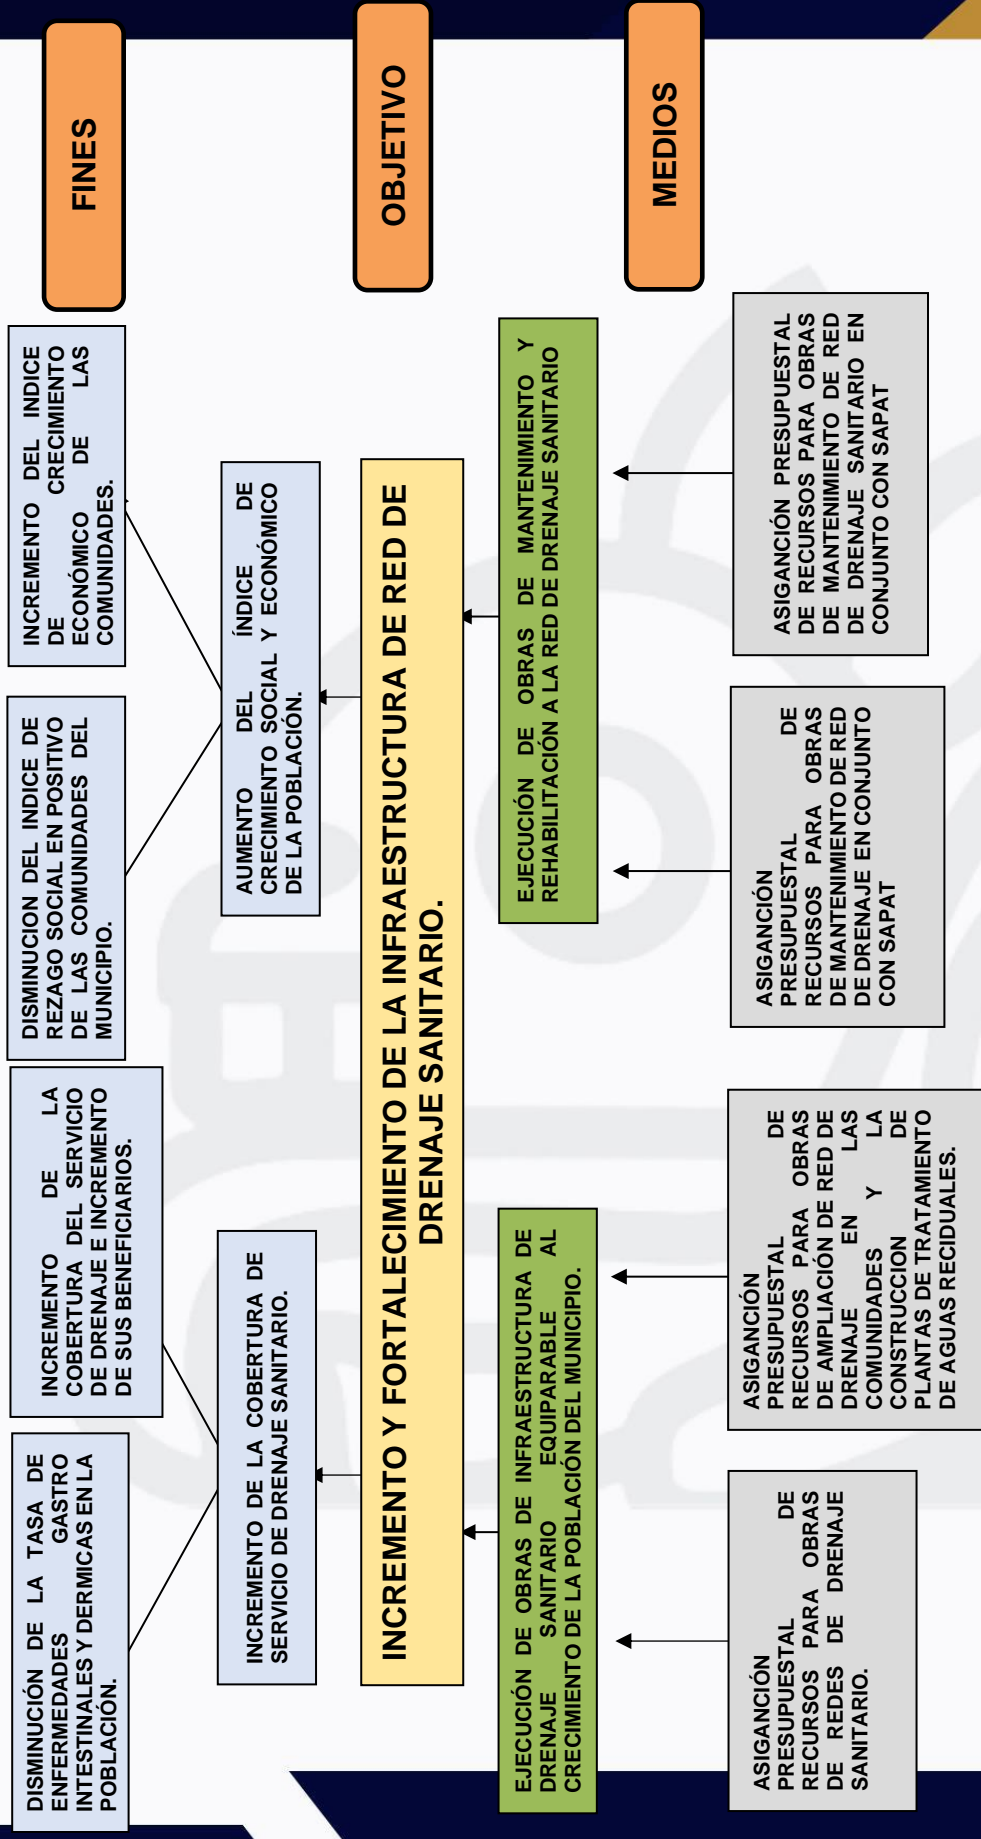 DISMINUCIÓN DE LA TASA DE
ENFERMEDADES GASTRO
INTESTINALES Y DERMICAS EN LA
POBLACIÓN.
INCREMENTO DE LA
COBERTURA DEL SERVICIO
DE DRENAJE E INCREMENTO
DE SUS BENEFICIARIOS.
DISMINUCION DEL INDICE DE
REZAGO SOCIAL EN POSITIVO
DE LAS COMUNIDADES DEL
MUNICIPIO.
INCREMENTO DEL INDICE
DE CRECIMIENTO
ECONÓMICO DE LAS
COMUNIDADES.
FINES
INCREMENTO DE LA COBERTURA DE
SERVICIO DE DRENAJE SANITARIO.
AUMENTO DEL ÍNDICE DE
CRECIMIENTO SOCIAL Y ECONÓMICO
DE LA POBLACIÓN.
INCREMENTO Y FORTALECIMIENTO DE LA INFRAESTRUCTURA DE RED DE
DRENAJE SANITARIO.
OBJETIVO
EJECUCIÓN DE OBRAS DE INFRAESTRUCTURA DE
DRENAJE SANITARIO EQUIPARABLE AL
CRECIMIENTO DE LA POBLACIÓN DEL MUNICIPIO.
EJECUCIÓN DE OBRAS DE MANTENIMIENTO Y
REHABILITACIÓN A LA RED DE DRENAJE SANITARIO
MEDIOS
ASIGANCIÓN
PRESUPUESTAL DE
RECURSOS PARA OBRAS
DE REDES DE DRENAJE
SANITARIO.
ASIGANCIÓN
PRESUPUESTAL DE
RECURSOS PARA OBRAS
DE AMPLIACIÓN DE RED DE
DRENAJE EN LAS
COMUNIDADES Y LA
CONSTRUCCION DE
PLANTAS DE TRATAMIENTO
DE AGUAS RECIDUALES.
ASIGANCIÓN
PRESUPUESTAL DE
RECURSOS PARA OBRAS
DE MANTENIMIENTO DE RED
DE DRENAJE EN CONJUNTO
CON SAPAT
ASIGANCIÓN PRESUPUESTAL
DE RECURSOS PARA OBRAS
DE MANTENIMIENTO DE RED
DE DRENAJE SANITARIO EN
CONJUNTO CON SAPAT